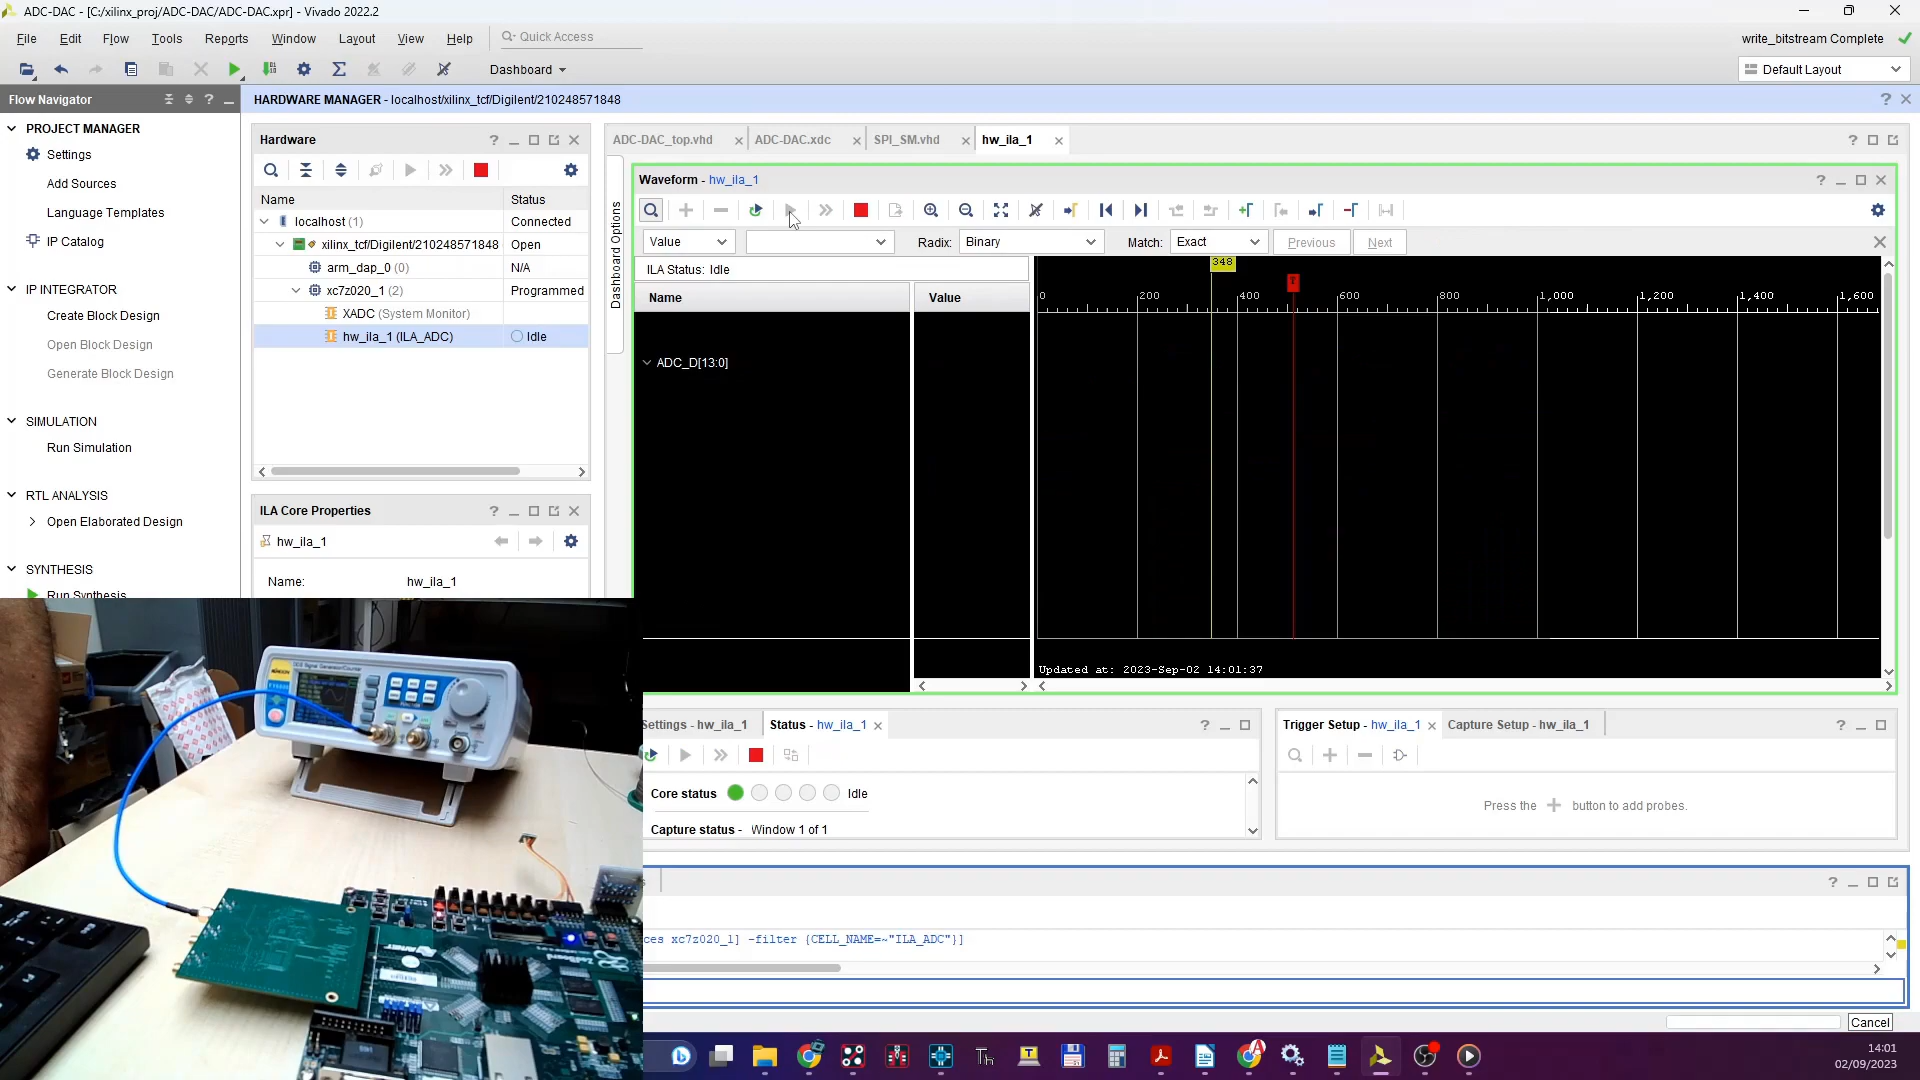 ADC-DAC - [C:/xilinx_proj/ADC-DAC/ADC-DAC.xpr] - Vivado 2022.2
File Edit Flow Tools Reports Window Layout View Help Quick Access
write_bitstream Complete
Dashboard
Default Layout
Flow Navigator
HARDWARE MANAGER - localhost/xilinx_tcf/Digilent/210248571848
PROJECT MANAGER
Settings
Add Sources
Language Templates
IP Catalog
IP INTEGRATOR
Create Block Design
Open Block Design
Generate Block Design
SIMULATION
Run Simulation
RTL ANALYSIS
Open Elaborated Design
SYNTHESIS
Run Synthesis
Hardware
Name Status
localhost (1) Connected
xilinx_tcf/Digilent/210248571848 Open
arm_dap_0 (0) N/A
xc7z020_1 (2) Programmed
XADC (System Monitor)
hw_ila_1 (ILA_ADC) Idle
ILA Core Properties
hw_ila_1
Name: hw_ila_1
ADC-DAC_top.vhd ADC-DAC.xdc SPI_SM.vhd hw_ila_1
Dashboard Options
Waveform - hw_ila_1
Value Radix: Binary Match: Exact Previous Next
ILA Status: Idle
Name Value
ADC_D[13:0]
348
T
0 200 400 600 800 1,000 1,200 1,400 1,600
Updated at: 2023-Sep-02 14:01:37
Settings - hw_ila_1 Status - hw_ila_1
Core status Idle
Capture status - Window 1 of 1
Trigger Setup - hw_ila_1 Capture Setup - hw_ila_1
Press the + button to add probes.
ces xc7z020_1] -filter {CELL_NAME=~"ILA_ADC"}]
Cancel
14:01
02/09/2023